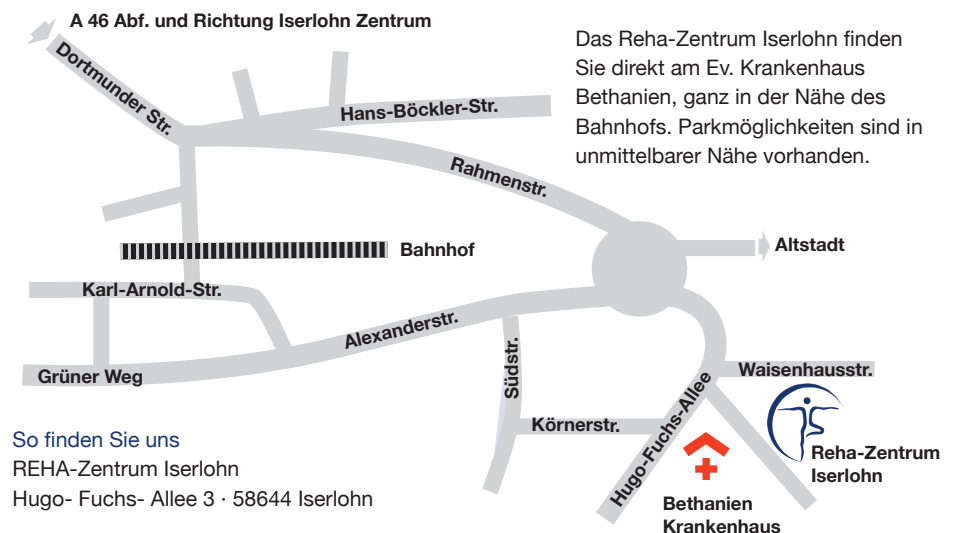 A 46 Abf. und Richtung Iserlohn Zentrum
Das Reha-Zentrum Iserlohn finden
Sie direkt am Ev. Krankenhaus
Bethanien, ganz in der Nähe des
Bahnhofs. Parkmöglichkeiten sind in
unmittelbarer Nähe vorhanden.
Dortmunder Str.
Hans-Böckler-Str.
Rahmenstr.
Altstadt
Bahnhof
Karl-Arnold-Str.
Alexanderstr.
Grüner Weg
Südstr.
Waisenhausstr.
Körnerstr.
Hugo-Fuchs-Allee
Reha-Zentrum
Iserlohn
Bethanien
Krankenhaus
So finden Sie uns
REHA-Zentrum Iserlohn
Hugo- Fuchs- Allee 3 · 58644 Iserlohn